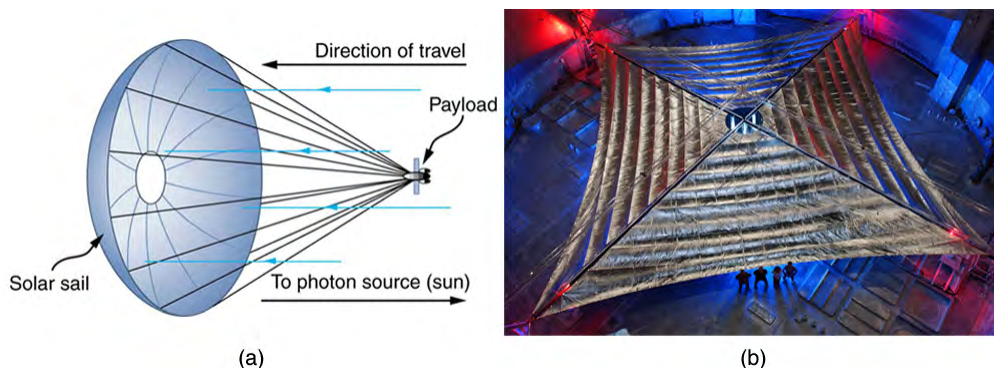 Direction of travel
Payload
Solar sail
To photon source (sun)
(a)
(b)